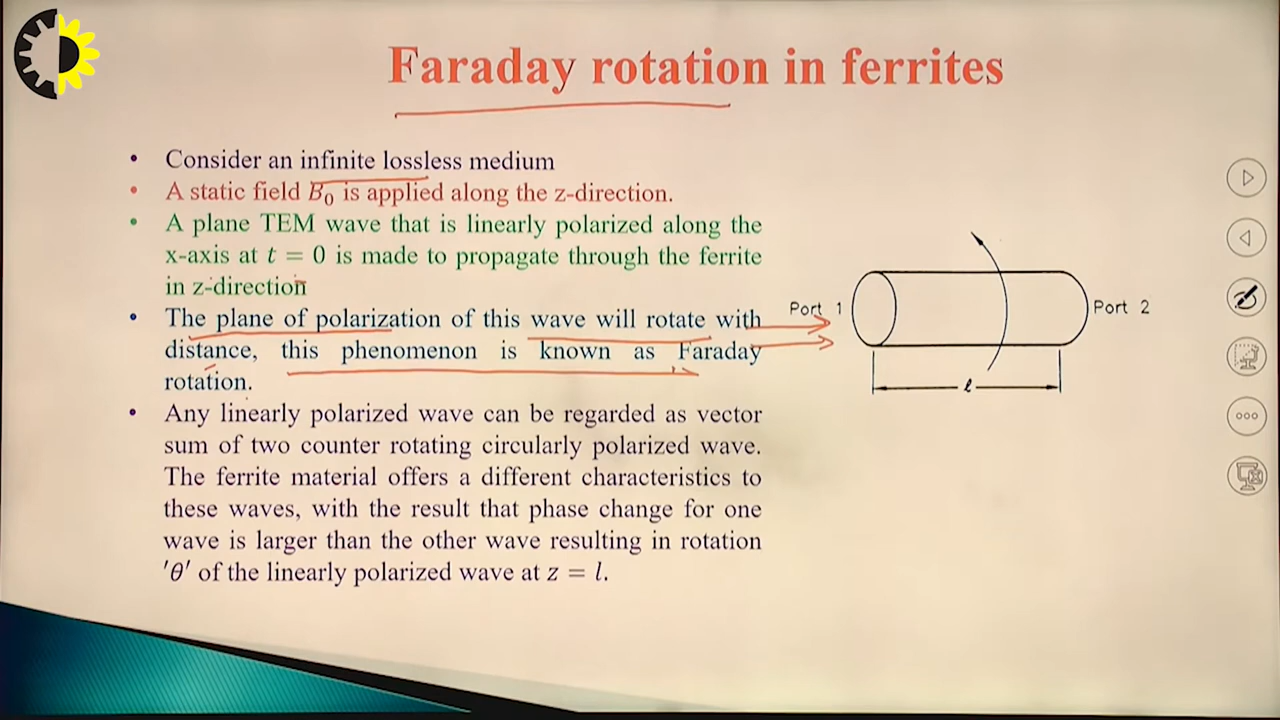 Faraday rotation in ferrites
• Consider an infinite lossless medium
• A static field B₀ is applied along the z-direction.
• A plane TEM wave that is linearly polarized along the
x-axis at t = 0 is made to propagate through the ferrite
in z-direction
• The plane of polarization of this wave will rotate with
distance, this phenomenon is known as Faraday
rotation.
• Any linearly polarized wave can be regarded as vector
sum of two counter rotating circularly polarized wave.
The ferrite material offers a different characteristics to
these waves, with the result that phase change for one
wave is larger than the other wave resulting in rotation
′θ′ of the linearly polarized wave at z = l.
Port 1
Port 2
ℓ